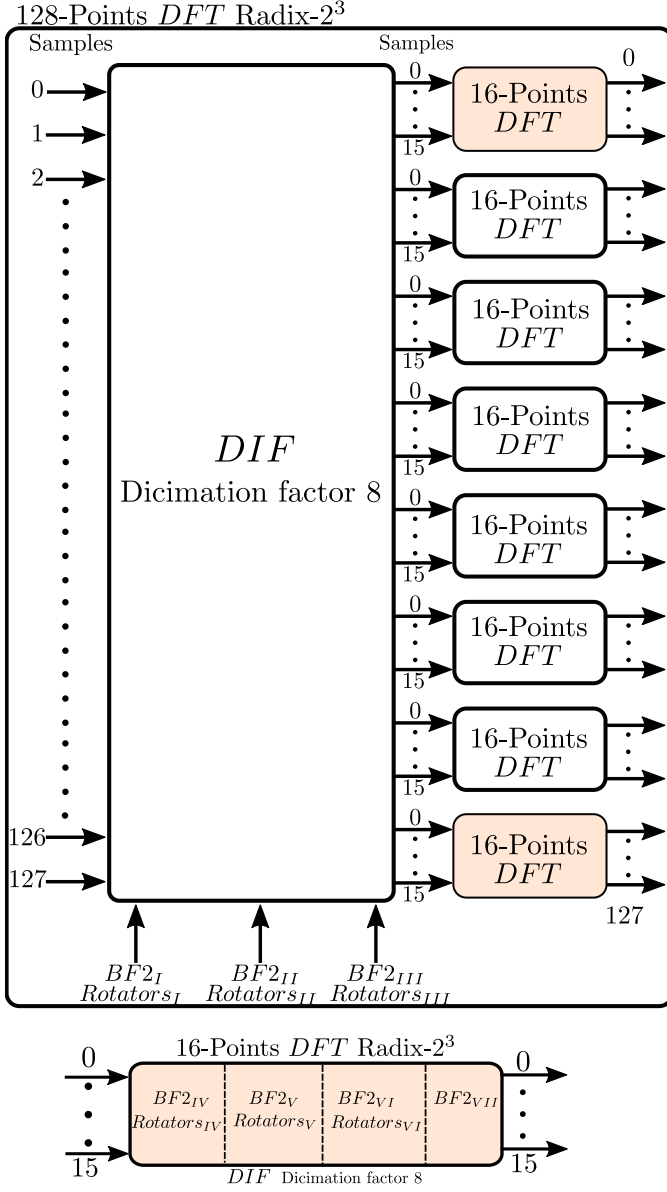 128-Points DFT Radix-2³
Samples
Samples
0
1
2
126
127
DIF
Dicimation factor 8
0
15
16-Points
DFT
0
0
15
16-Points
DFT
0
15
16-Points
DFT
0
15
16-Points
DFT
0
15
16-Points
DFT
0
15
16-Points
DFT
0
15
16-Points
DFT
0
15
16-Points
DFT
127
BF2_I
Rotators_I
BF2_II
Rotators_II
BF2_III
Rotators_III
16-Points DFT Radix-2³
0
15
BF2_IV
Rotators_IV
BF2_V
Rotators_V
BF2_VI
Rotators_VI
BF2_VII
0
15
DIF Dicimation factor 8